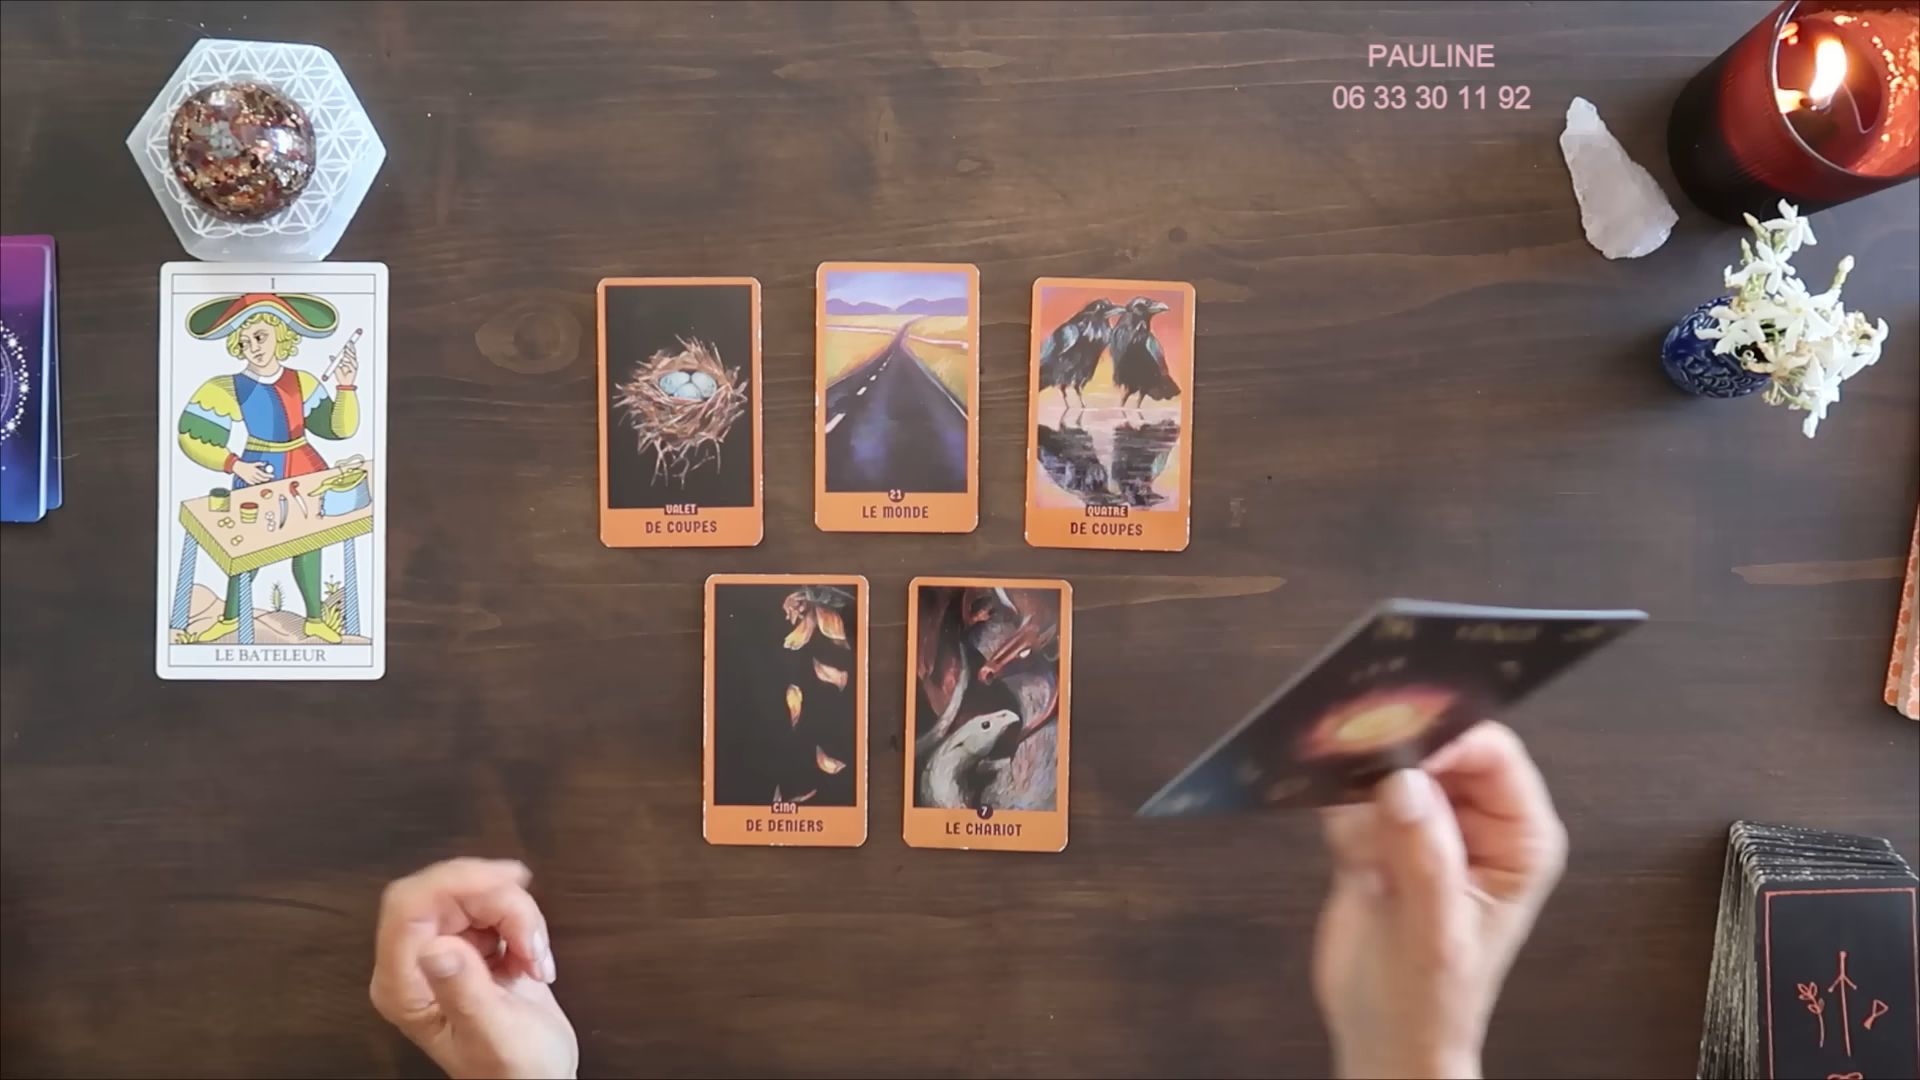 PAULINE
06 33 30 11 92
I
LE BATELEUR
VALET
DE COUPES
21
LE MONDE
QUATRE
DE COUPES
CINQ
DE DENIERS
7
LE CHARIOT